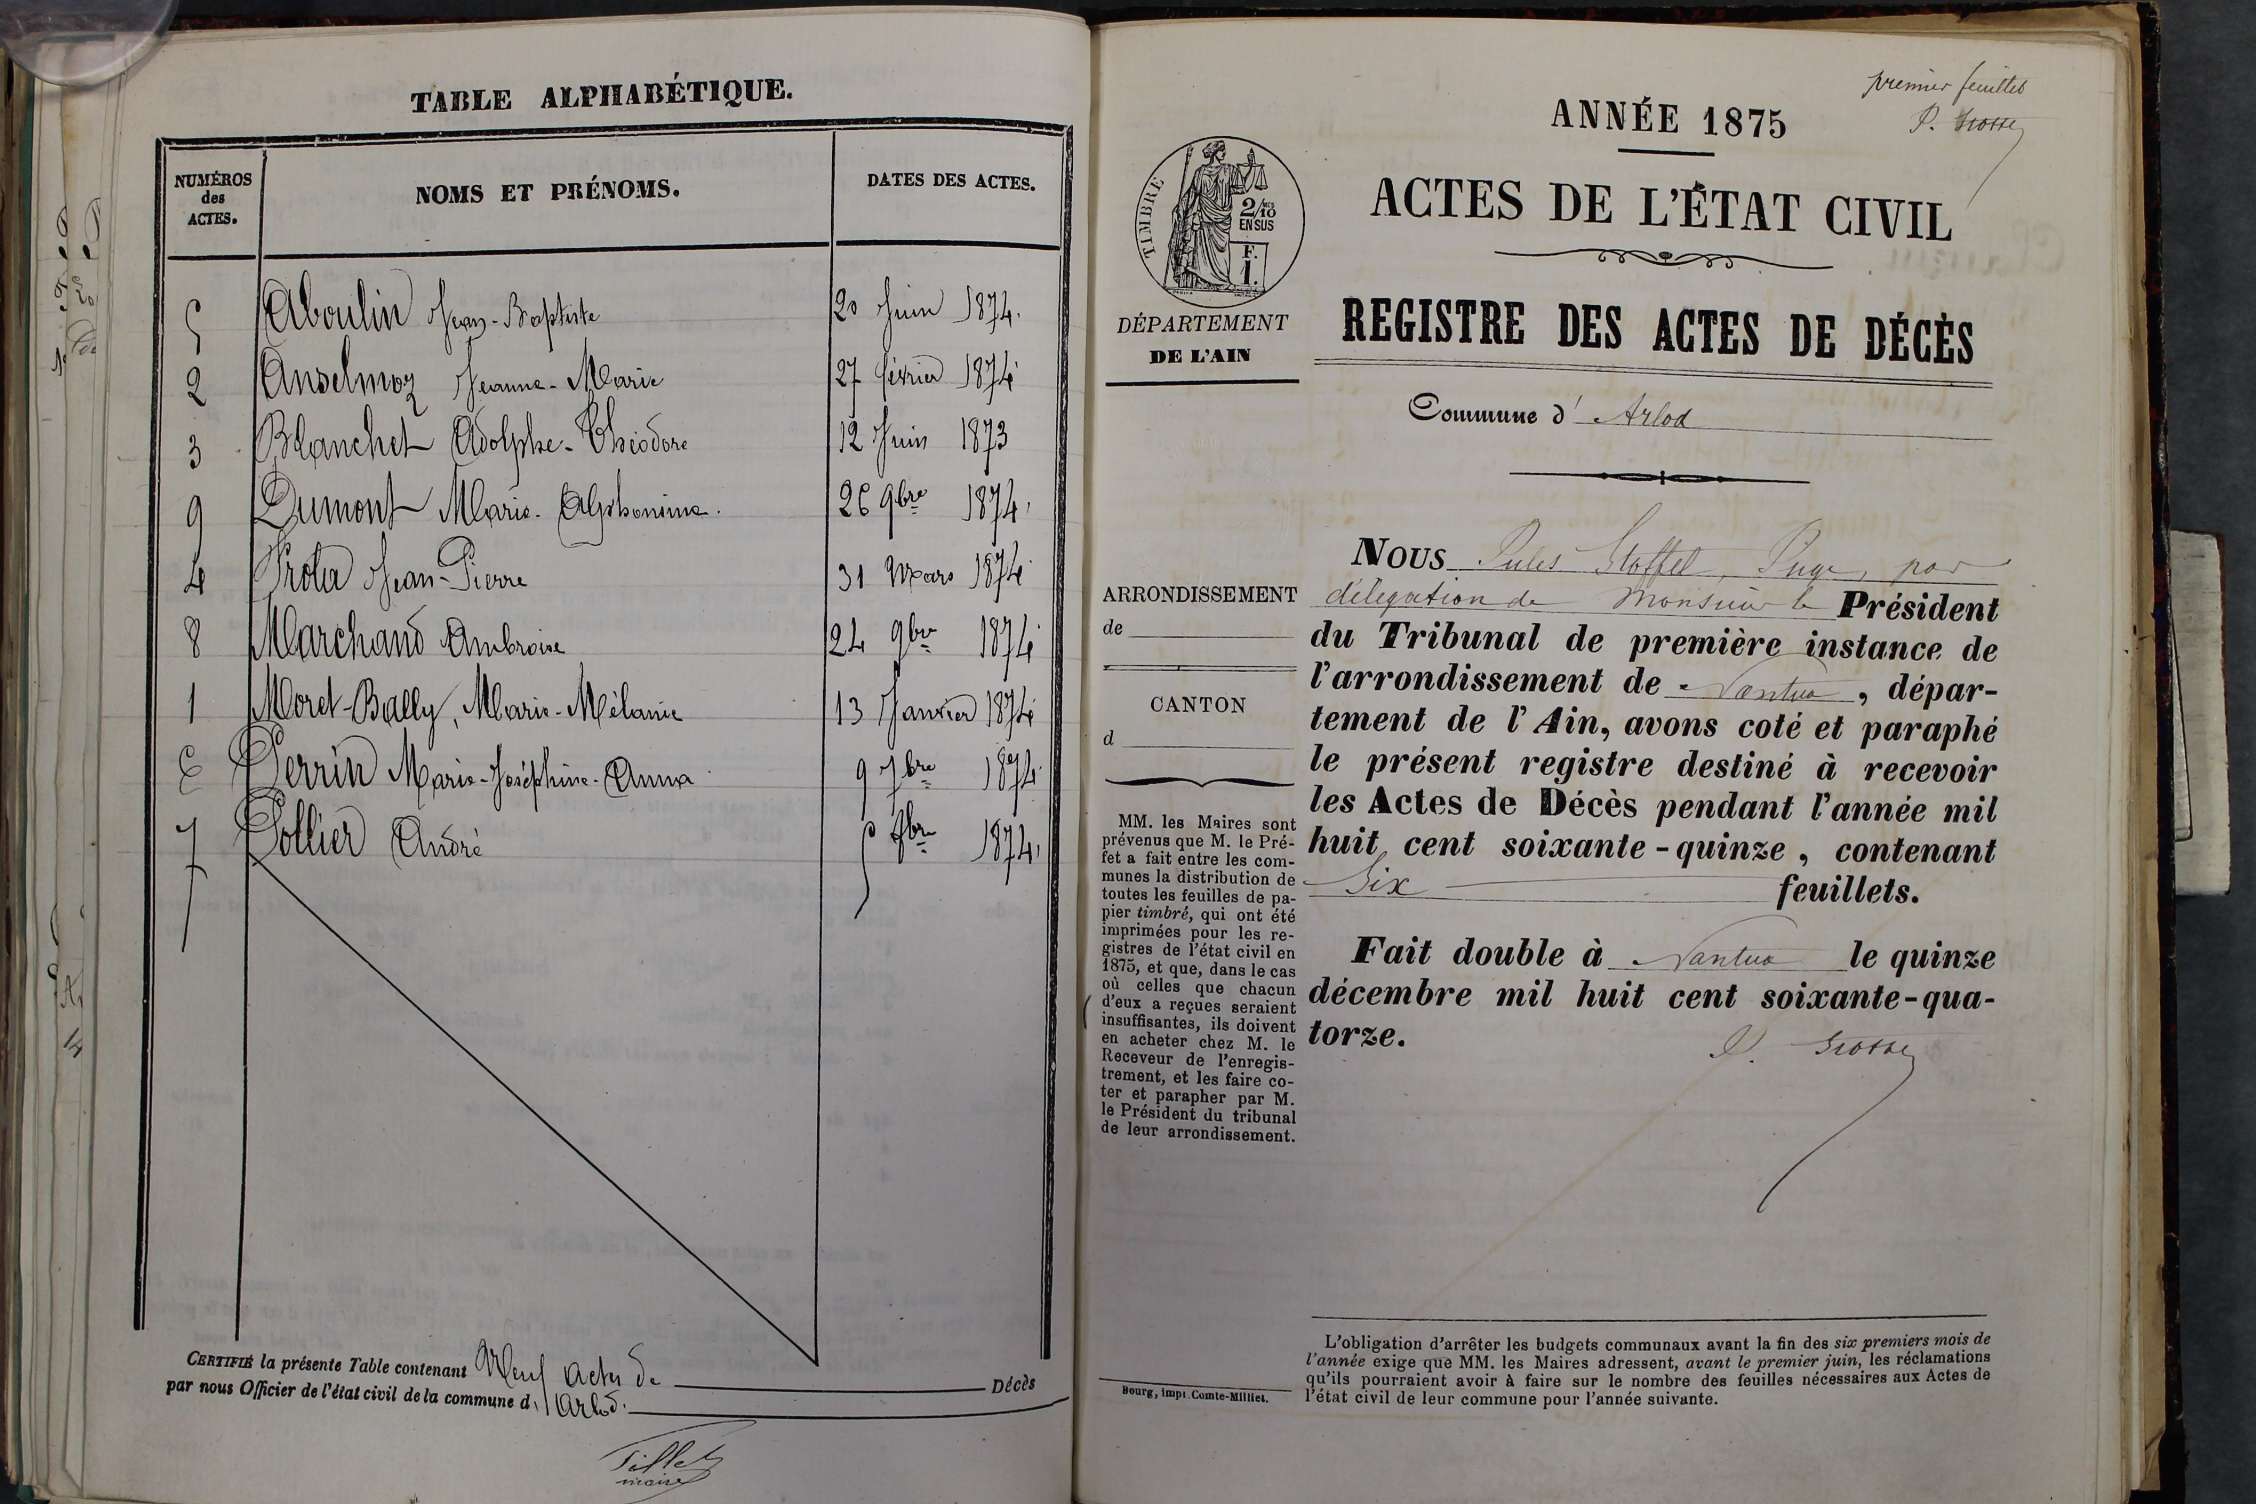 TABLE ALPHABÉTIQUE.
NUMÉROS
des
ACTES.
NOMS ET PRÉNOMS.
DATES DES ACTES.
5 Aboulin Jean-Baptiste 20 Juin 1874.
2 Anselmoz Jeanne-Marie 27 février 1874
3 Blanchet Adolphe-Théodore 12 Juin 1873
9 Dumont Marie-Alphonsine. 26 9bre 1874.
4 Jean-Pierre 31 Mars 1874
8 Marchand Ambroise 24 9bre 1874
1 Moret-Bally, Marie-Mélanie 13 Janvier 1874
6 Perrin Marie-Joséphine-Anna 9 7bre 1874
7 Pollier André 5 8bre 1874.
CERTIFIÉ la présente Table contenant Neuf actes de Décès
par nous Officier de l'état civil de la commune d'Arlod.
Tillet
maire
premier feuillet
P. Grosse
ANNÉE 1875
ACTES DE L'ÉTAT CIVIL
REGISTRE DES ACTES DE DÉCÈS
Commune d' Arlod
TIMBRE
2/10
EN SUS
F.
1.
DÉPARTEMENT
DE L'AIN
ARRONDISSEMENT
de
CANTON
d
MM. les Maires sont
prévenus que M. le Pré-
fet a fait entre les com-
munes la distribution de
toutes les feuilles de pa-
pier timbré, qui ont été
imprimées pour les re-
gistres de l'état civil en
1875, et que, dans le cas
où celles que chacun
d'eux a reçues seraient
insuffisantes, ils doivent
en acheter chez M. le
Receveur de l'enregis-
trement, et les faire co-
ter et parapher par M.
le Président du tribunal
de leur arrondissement.
Bourg, impr. Comte-Milliet.
NOUS Jules Stoffel, Juge, par
délégation de Monsieur le Président
du Tribunal de première instance de
l'arrondissement de Nantua, dépar-
tement de l'Ain, avons coté et paraphé
le présent registre destiné à recevoir
les Actes de Décès pendant l'année mil
huit cent soixante-quinze, contenant
Six feuillets.
Fait double à Nantua le quinze
décembre mil huit cent soixante-qua-
torze.
P. Grosse
L'obligation d'arrêter les budgets communaux avant la fin des six premiers mois de
l'année exige que MM. les Maires adressent, avant le premier juin, les réclamations
qu'ils pourraient avoir à faire sur le nombre des feuilles nécessaires aux Actes de
l'état civil de leur commune pour l'année suivante.